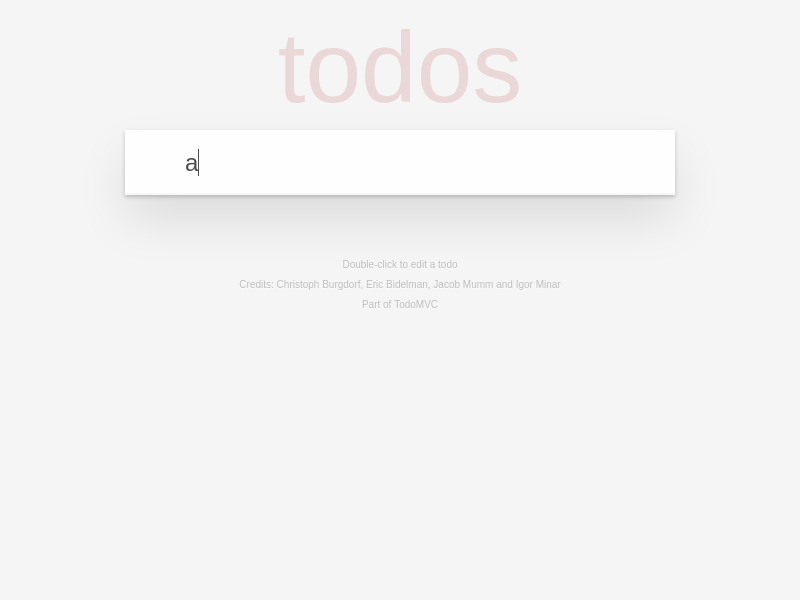 todos
a
Double-click to edit a todo
Credits: Christoph Burgdorf, Eric Bidelman, Jacob Mumm and Igor Minar
Part of TodoMVC